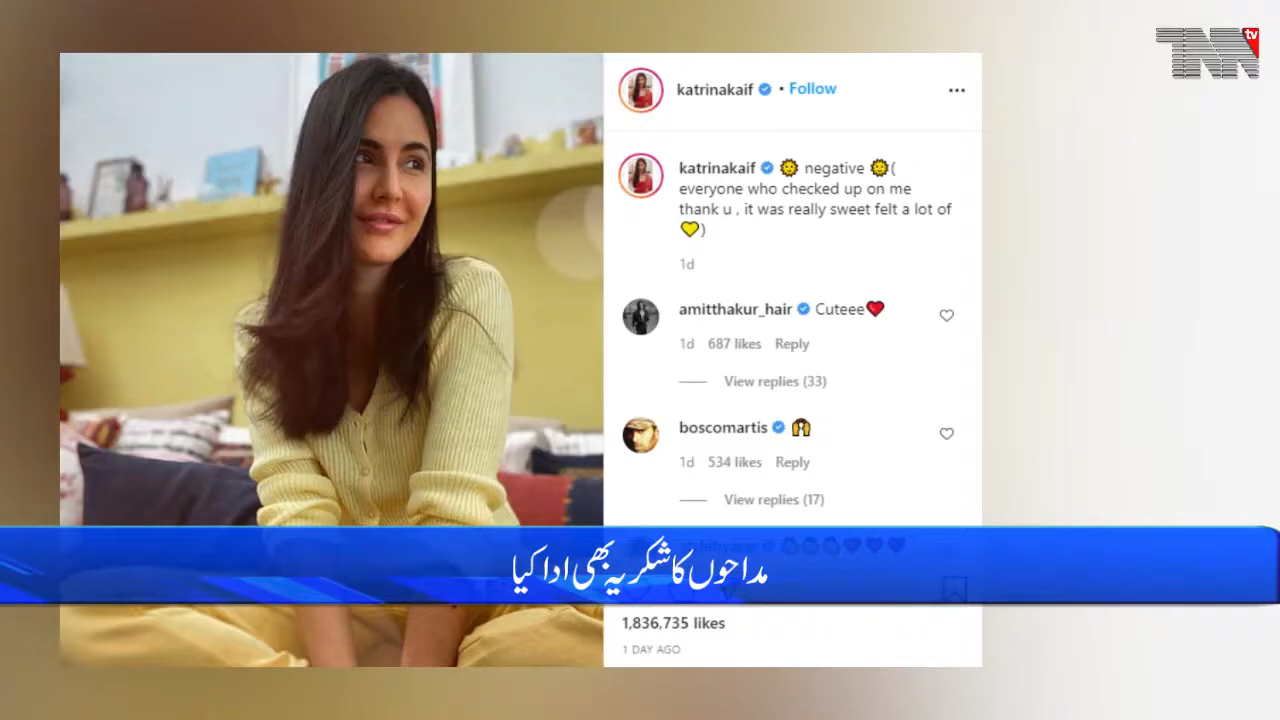 TNN tv
katrinakaif • Follow
katrinakaif 🌞 negative 🌞(
everyone who checked up on me
thank u , it was really sweet felt a lot of
💛)
1d
amitthakur_hair Cuteee❤️
1d 687 likes Reply
View replies (33)
boscomartis 🙌
1d 534 likes Reply
View replies (17)
مداحوں کا شکریہ بھی ادا کیا
1,836,735 likes
1 DAY AGO